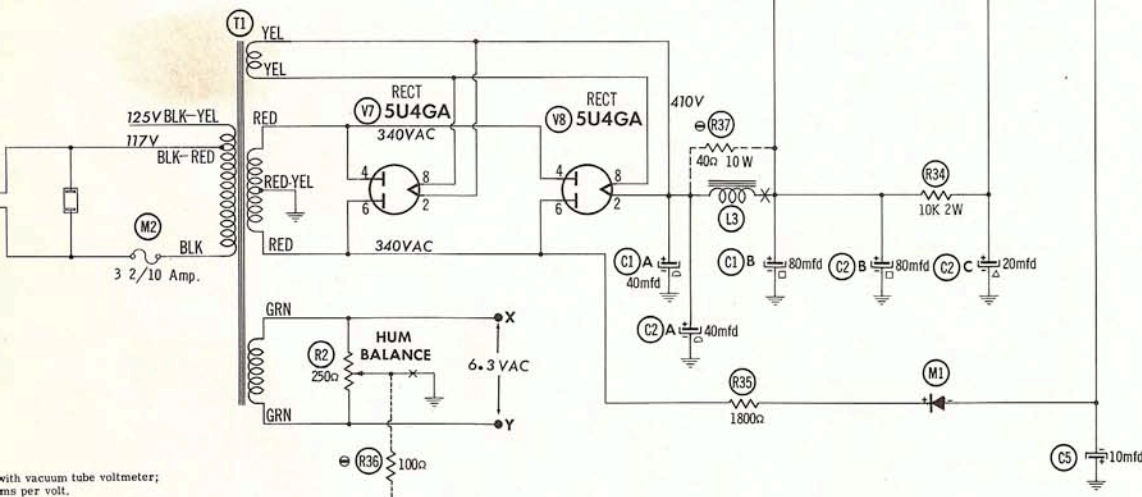 T1
YEL
YEL
125V BLK-YEL
117V
BLK-RED
M2
3 2/10 Amp.
BLK
RED
RED-YEL
RED
RECT
V7 5U4GA
340VAC
4
6
8
2
340VAC
RECT
V8 5U4GA
4
6
8
2
410V
⊖ R37
40Ω 10 W
L3
R34
10K 2W
C1 A
40mfd
C1 B
80mfd
C2 B
80mfd
C2 C
20mfd
C2 A
40mfd
GRN
X
HUM
BALANCE
R2
250Ω
6.3 VAC
GRN
Y
⊖ R36 100Ω
R35
1800Ω
M1
+ -
C5
10mfd
with vacuum tube voltmeter;
ms per volt.